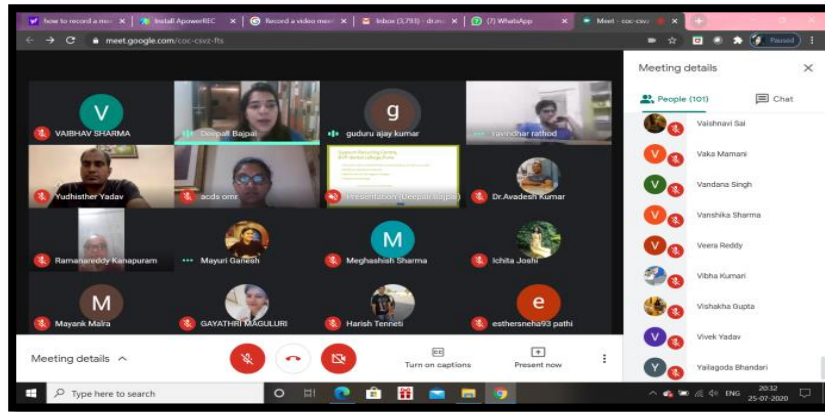 how to record a mee
Install ApowerREC
Record a video meet
Inbox (3,793) - dr.m
(7) WhatsApp
Meet - coc-csvz
meet.google.com/coc-csvz-fts
Paused
V
VAIBHAV SHARMA
Deepali Bajpai
g
guduru ajay kumar
ravindhar rathod
Yudhisther Yadav
acds omr
Presentation (Deepali Bajpai)
Dr.Avadesh Kumar
Ramanareddy Kanapuram
Mayuri Ganesh
M
Meghashish Sharma
Ichita Joshi
M
Mayank Malra
GAYATHRI MAGULURI
Harish Tenneti
e
esthersneha93 pathi
Meeting details
People (101)
Chat
Vaishnavi Sai
V
Vaka Mamani
V
Vandana Singh
V
Vanshika Sharma
V
Veera Reddy
Vibha Kumari
Vishakha Gupta
V
Vivek Yadav
Y
Yailagoda Bhandari
Meeting details
Turn on captions
Present now
Type here to search
ENG
20:32
25-07-2020